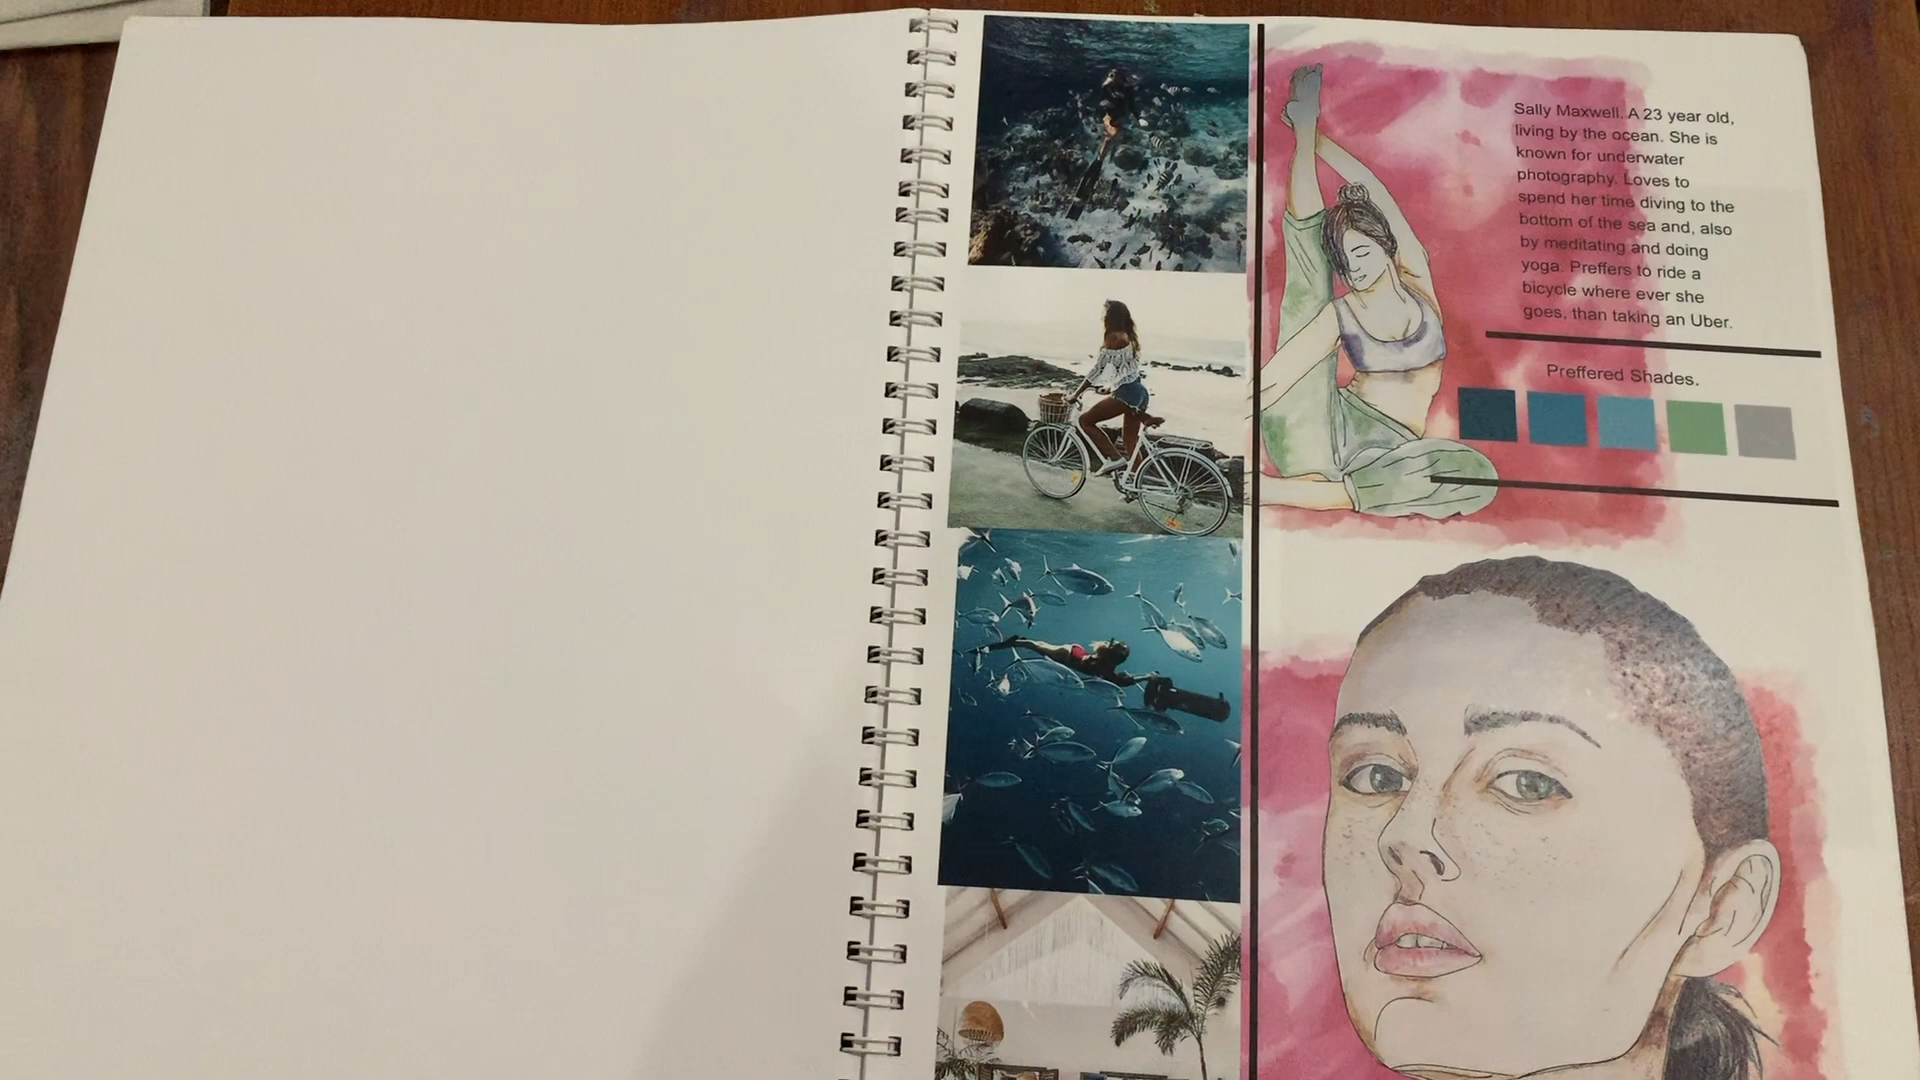 Sally Maxwell. A 23 year old,
living by the ocean. She is
known for underwater
photography. Loves to
spend her time diving to the
bottom of the sea and, also
by meditating and doing
yoga. Preffers to ride a
bicycle where ever she
goes, than taking an Uber.
Preffered Shades.